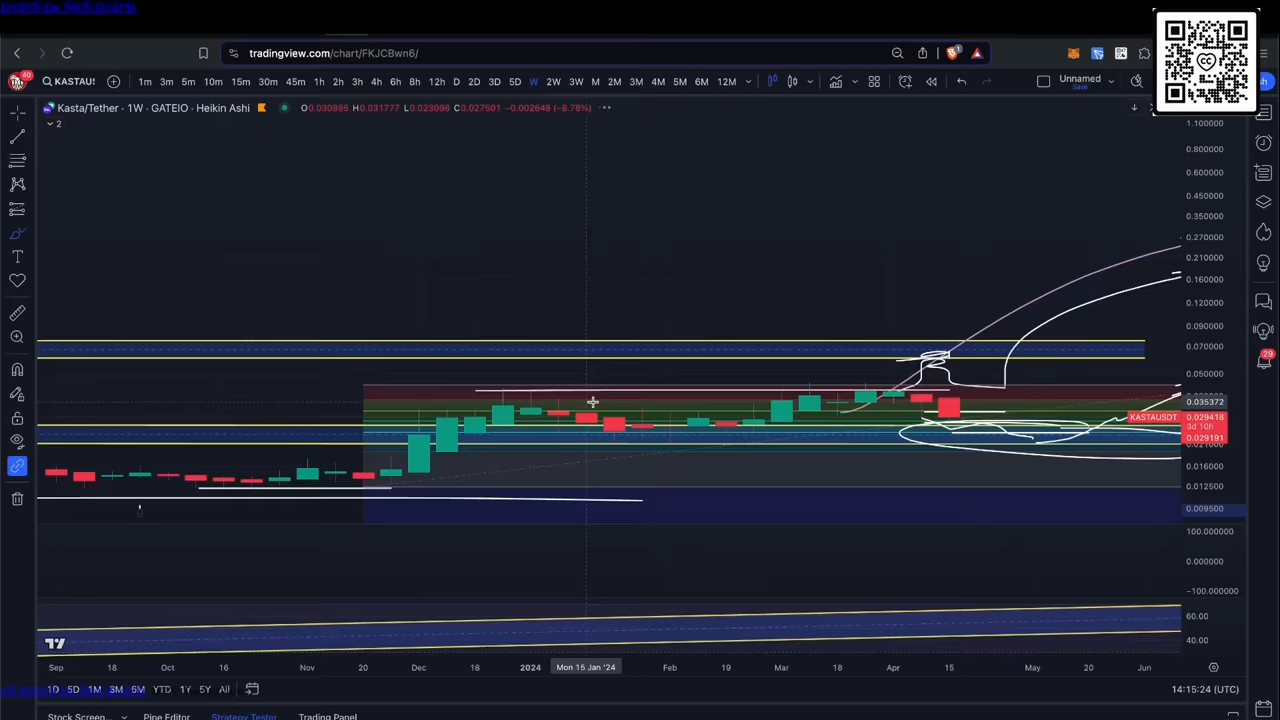 tradingview.com/chart/FKJCBwn6/
40 KASTAU! 1m 3m 5m 10m 15m 30m 45m 1h 2h 3h 4h 6h 8h 12h D 2D 3D W 2W 3W M 2M 3M 4M 5M 6M 12M Unnamed
Save
Kasta/Tether · 1W · GATEIO · Heikin Ashi O0.030886 H0.031777 L0.023098 C0.027501 −0.002648 (−8.78%)
2
1.100000
0.800000
0.600000
0.450000
0.350000
0.270000
0.210000
0.160000
0.120000
0.090000
0.070000
29
0.050000
0.035372
KASTAUSDT 0.029418
3d 10h
0.029191
0.016000
0.012500
0.009500
100.000000
0.000000
−100.000000
60.00
40.00
Sep 18 Oct 16 Nov 20 Dec 18 2024 Mon 15 Jan '24 Feb 19 Mar 18 Apr 15 May 20 Jun
1D 5D 1M 3M 6M YTD 1Y 5Y All 14:15:24 (UTC)
Stock Screen... Pine Editor Strategy Tester Trading Panel